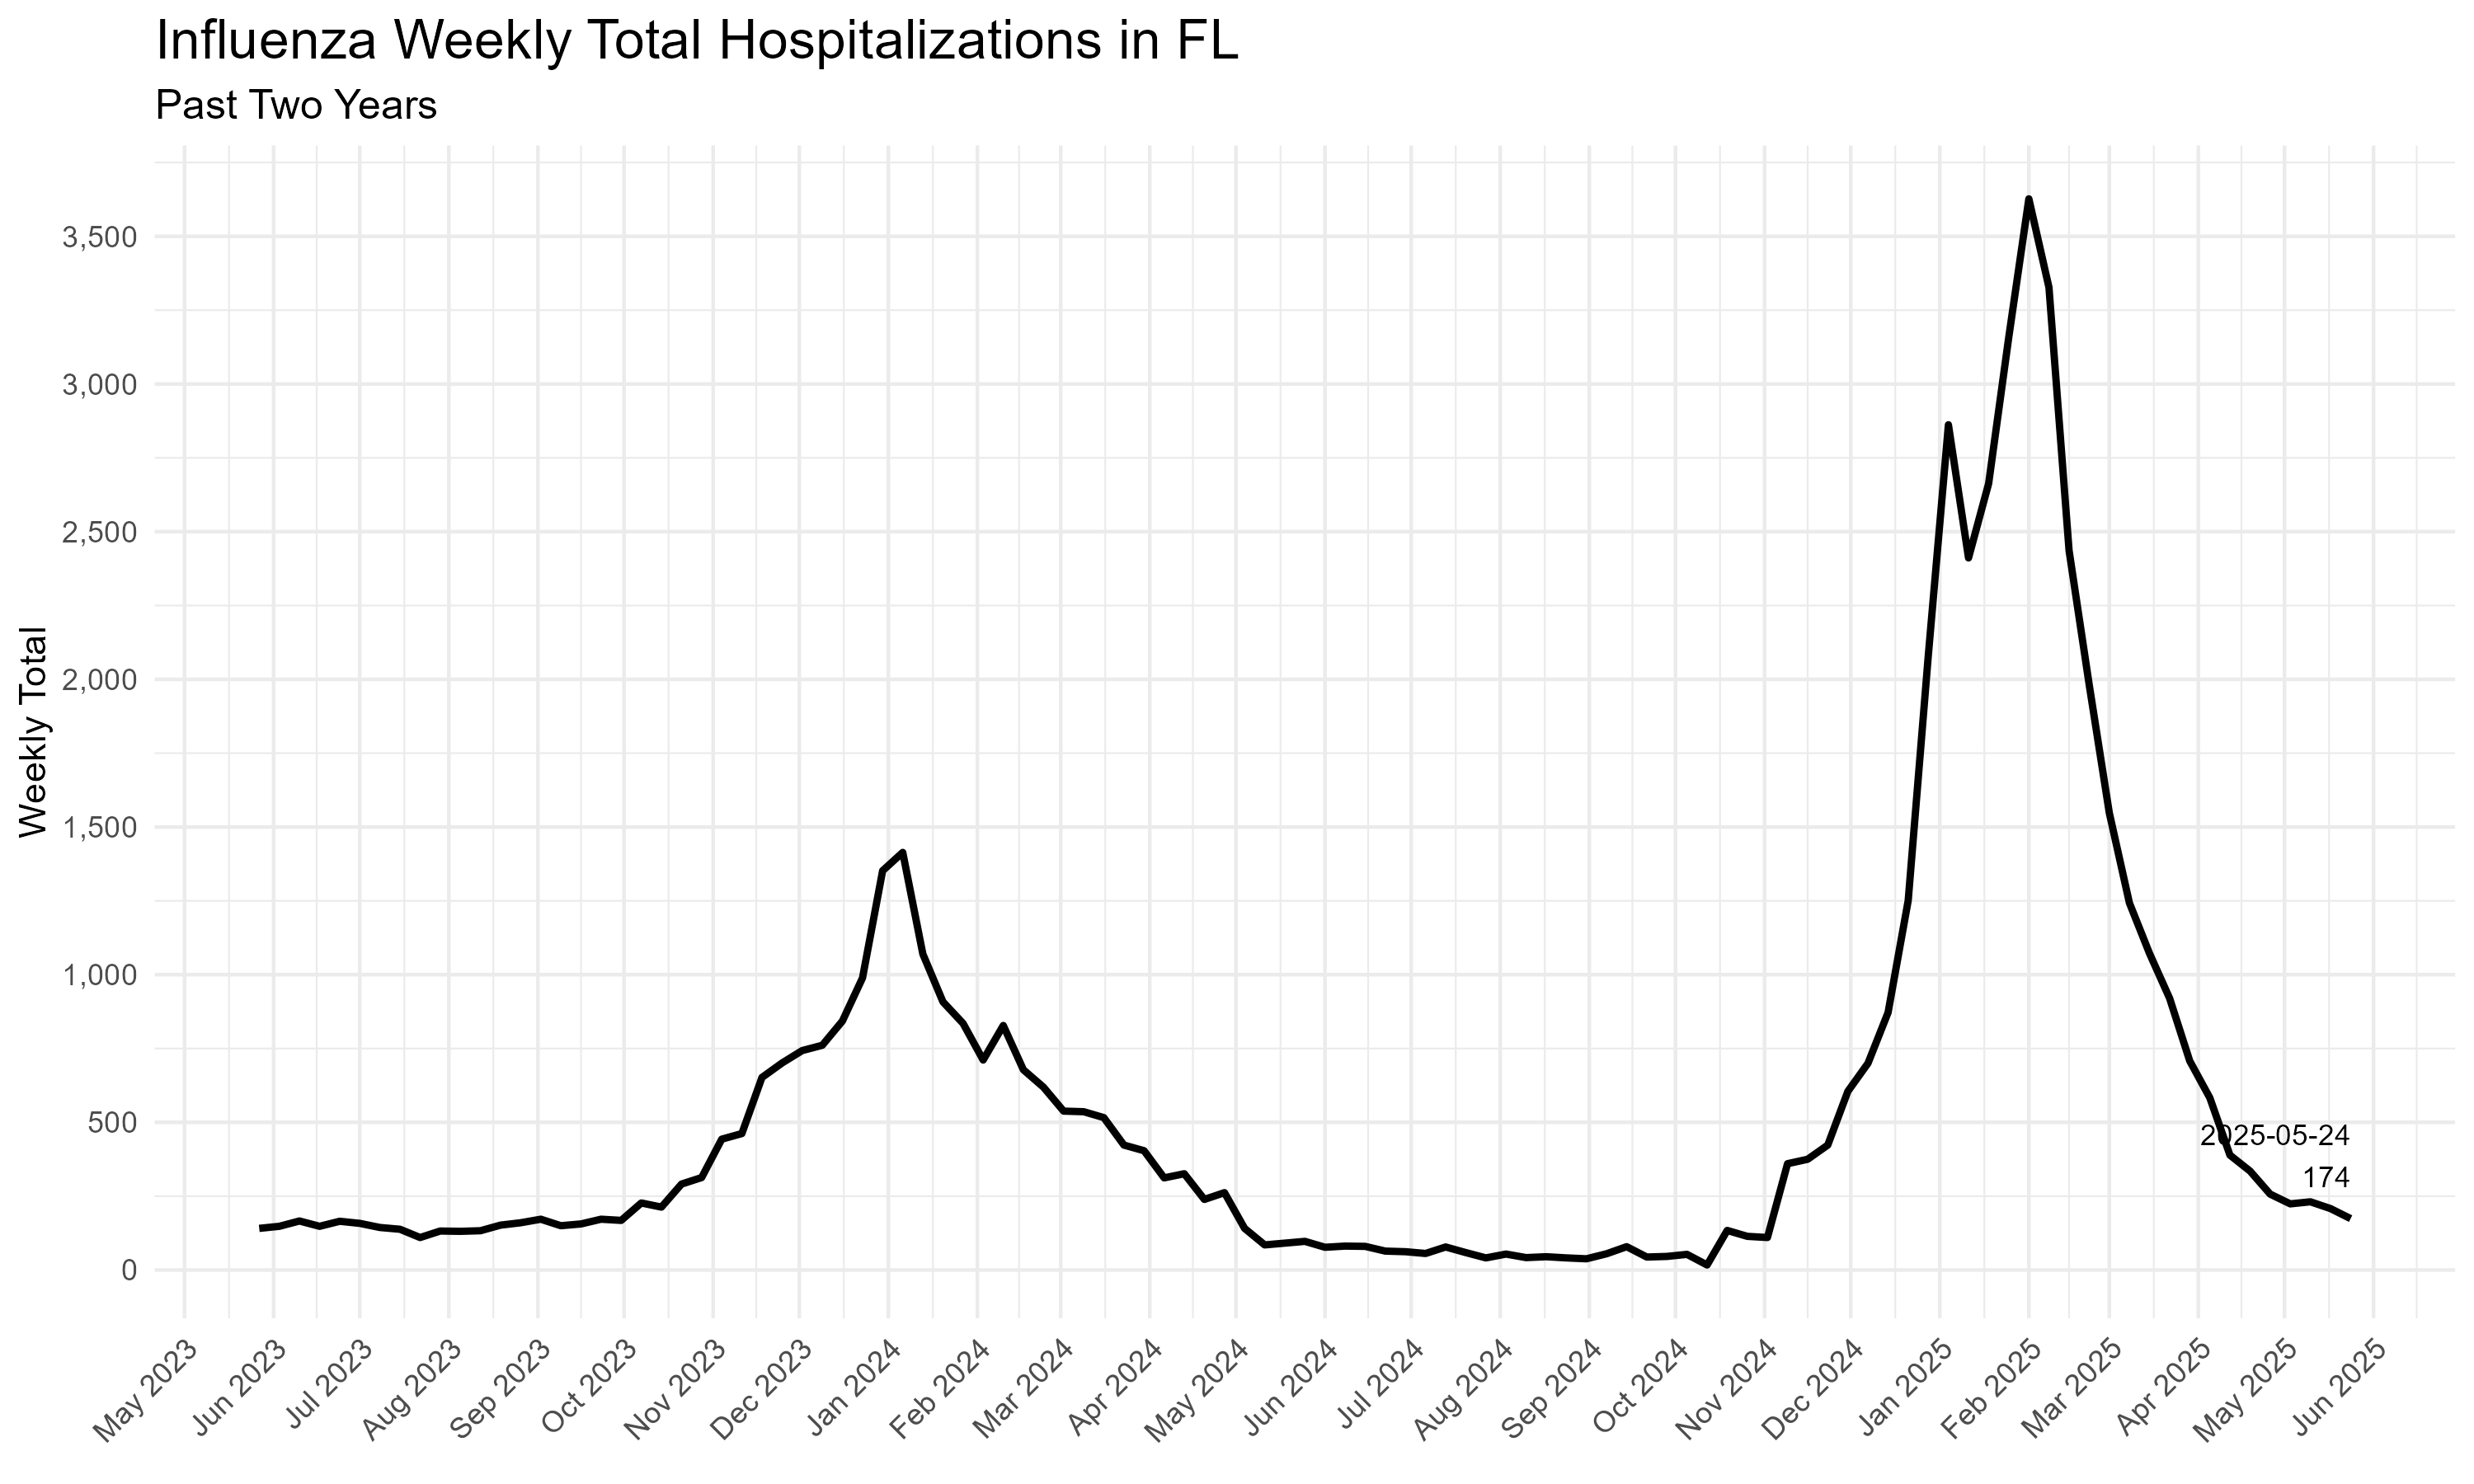 Influenza Weekly Total Hospitalizations in FL
Past Two Years
Weekly Total
3,500
3,000
2,500
2,000
1,500
1,000
500
0
2025-05-24
174
May 2023
Jun 2023
Jul 2023
Aug 2023
Sep 2023
Oct 2023
Nov 2023
Dec 2023
Jan 2024
Feb 2024
Mar 2024
Apr 2024
May 2024
Jun 2024
Jul 2024
Aug 2024
Sep 2024
Oct 2024
Nov 2024
Dec 2024
Jan 2025
Feb 2025
Mar 2025
Apr 2025
May 2025
Jun 2025